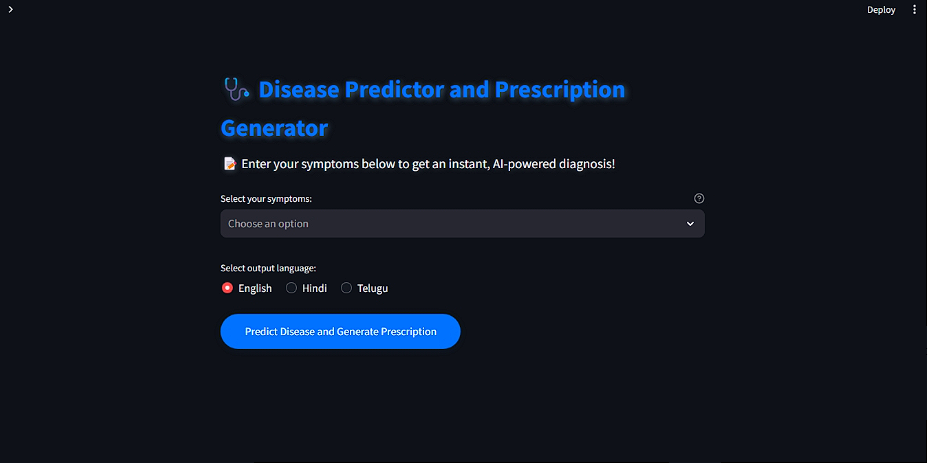 Deploy
Disease Predictor and Prescription
Generator
Enter your symptoms below to get an instant, AI-powered diagnosis!
Select your symptoms:
Choose an option
Select output language:
English Hindi Telugu
Predict Disease and Generate Prescription